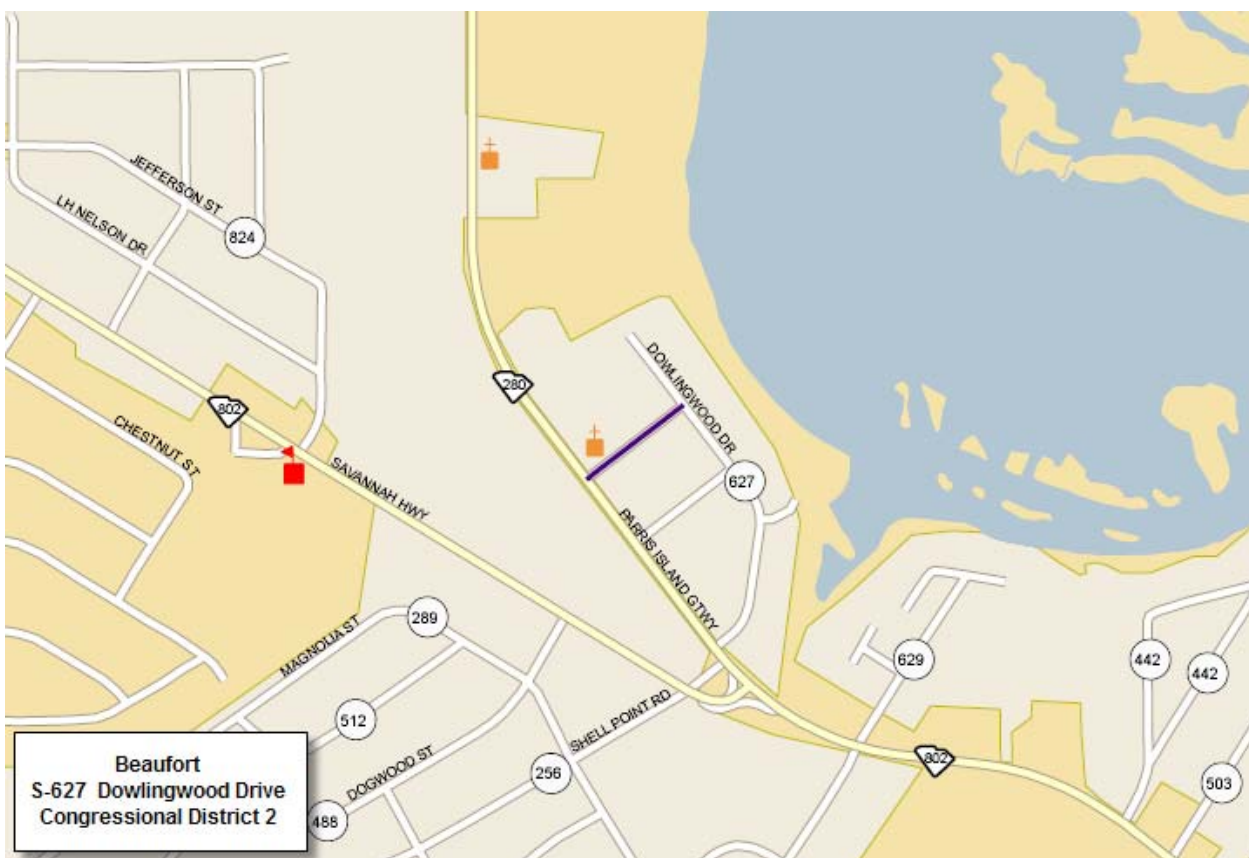 JEFFERSON ST
LH NELSON DR
824
280
DOWLINGWOOD DR
802
CHESTNUT ST
SAVANNAH HWY
627
PARRIS ISLAND GTWY
289
MAGNOLIA ST
629
442
442
512
SHELL POINT RD
DOGWOOD ST
256
802
503
488
Beaufort
S-627 Dowlingwood Drive
Congressional District 2